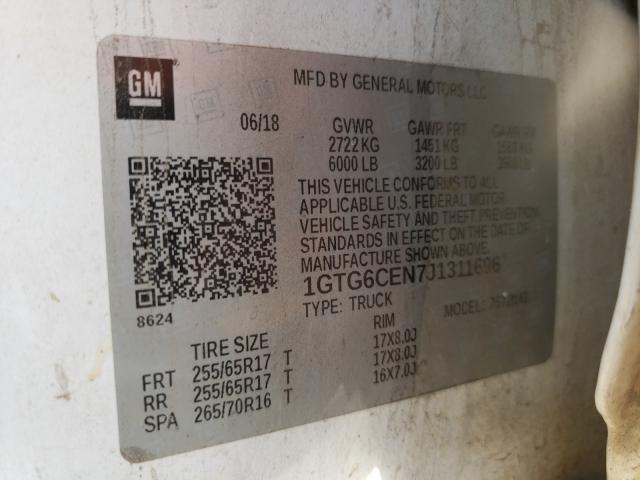 GM
MFD BY GENERAL MOTORS LLC
06/18 GVWR GAWR FRT GAWR RR
2722 KG 1451 KG
6000 LB 3200 LB
THIS VEHICLE CONFORMS TO ALL
APPLICABLE U.S. FEDERAL MOTOR
VEHICLE SAFETY AND THEFT PREVENTION
STANDARDS IN EFFECT ON THE DATE OF
MANUFACTURE SHOWN ABOVE.
1GTG6CEN7J1311696
TYPE: TRUCK MODEL:
8624
TIRE SIZE RIM
FRT 255/65R17 T 17X8.0J
RR 255/65R17 T 17X8.0J
SPA 265/70R16 T 16X7.0J